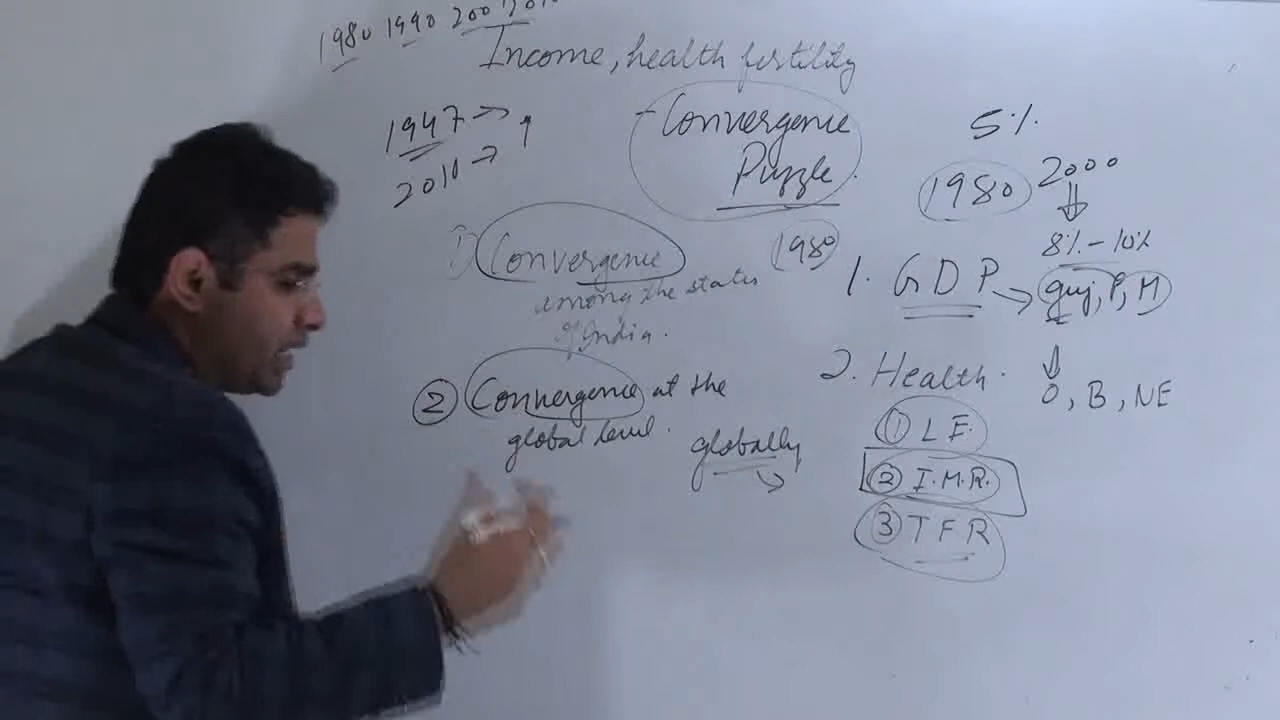 1980 1990 200 201
Income, health fertility
1947 →
2010 →
Convergence
Puzzle.
5%
1980 2000
8% - 10%
1) Convergence
among the states
of India.
1980
1. GDP → guj, P, M
2. Health.
O, B, NE
② Convergence at the
global level.
globally
① L E.
② I.M.R.
③ T F R